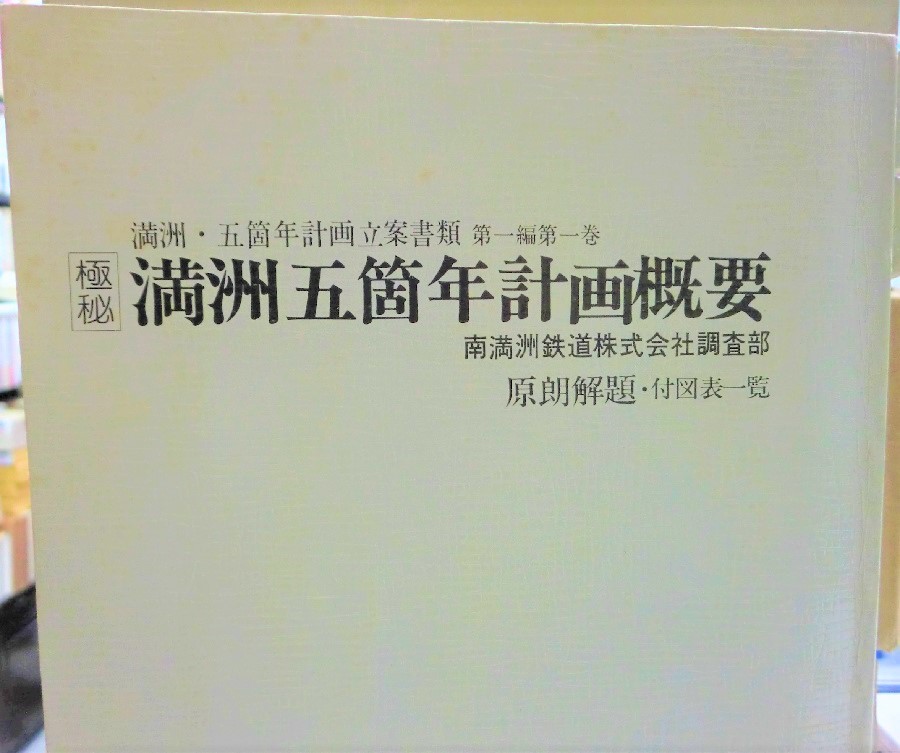 満洲・五箇年計画立案書類 第一編第一巻
極秘
満洲五箇年計画概要
南満洲鉄道株式会社調査部
原朗解題・付図表一覧